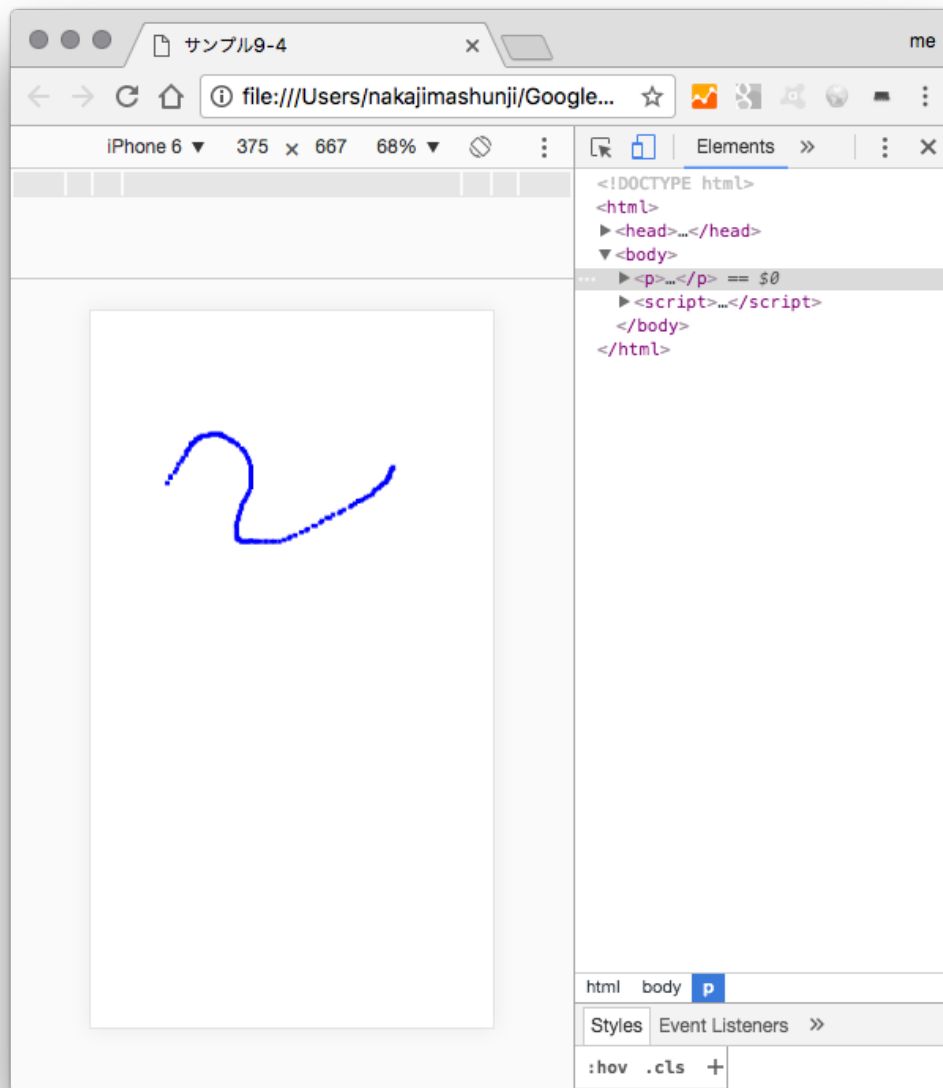 サンプル9-4
me
file:///Users/nakajimashunji/Google...
iPhone 6 ▼ 375 × 667 68% ▼
Elements »
<!DOCTYPE html>
<html>
▶<head>…</head>
▼<body>
▶<p>…</p> == $0
▶<script>…</script>
</body>
</html>
html body p
Styles Event Listeners »
:hov .cls +